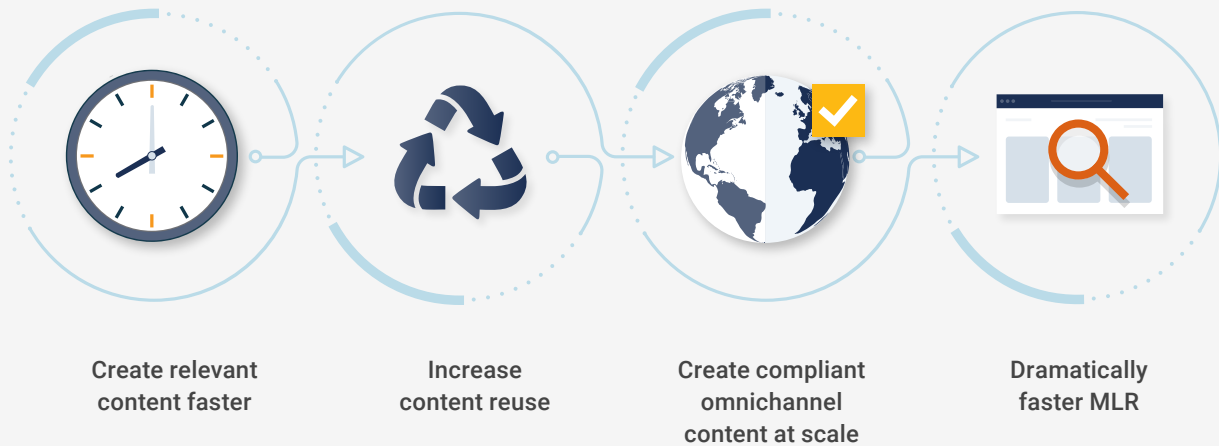 Create relevant
content faster
Increase
content reuse
Create compliant
omnichannel
content at scale
Dramatically
faster MLR